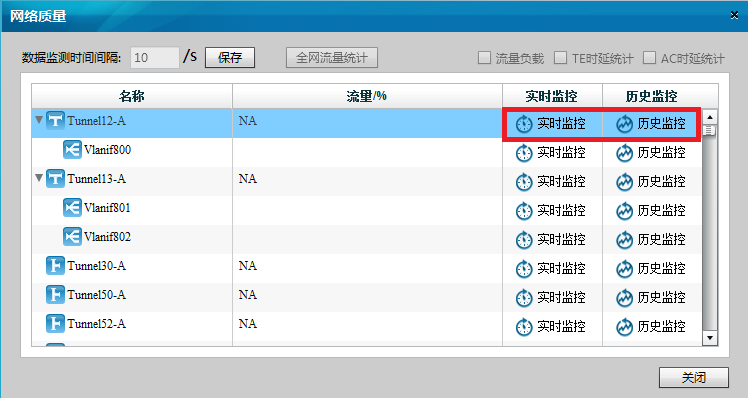 网络质量
数据监测时间间隔: 10 /s 保存 全网流量统计 流量负载 TE时延统计 AC时延统计
名称 流量/% 实时监控 历史监控
Tunnel12-A NA 实时监控 历史监控
Vlanif800 实时监控 历史监控
Tunnel13-A NA 实时监控 历史监控
Vlanif801 实时监控 历史监控
Vlanif802 实时监控 历史监控
Tunnel30-A NA 实时监控 历史监控
Tunnel50-A NA 实时监控 历史监控
Tunnel52-A NA 实时监控 历史监控
关闭